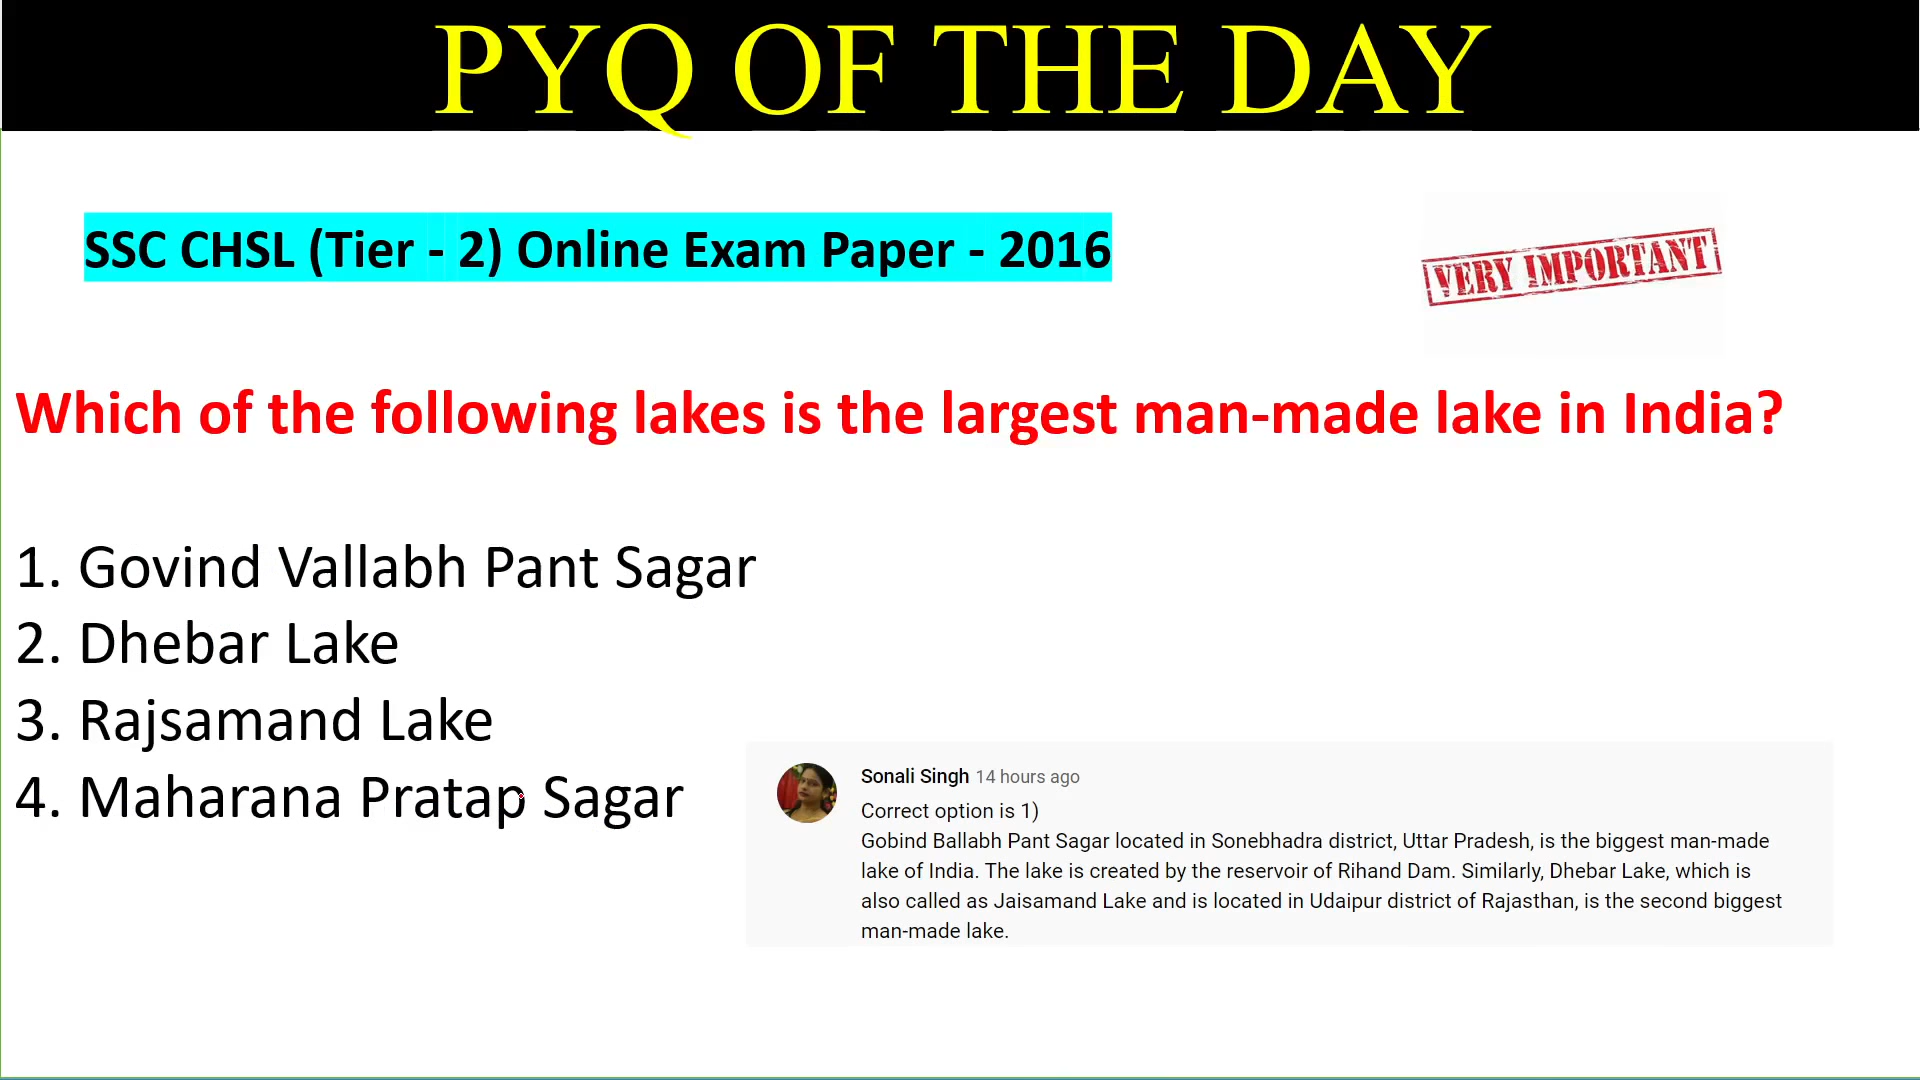 PYQ OF THE DAY
SSC CHSL (Tier - 2) Online Exam Paper - 2016
VERY IMPORTANT
Which of the following lakes is the largest man-made lake in India?
1. Govind Vallabh Pant Sagar
2. Dhebar Lake
3. Rajsamand Lake
4. Maharana Pratap Sagar
Sonali Singh 14 hours ago
Correct option is 1)
Gobind Ballabh Pant Sagar located in Sonebhadra district, Uttar Pradesh, is the biggest man-made
lake of India. The lake is created by the reservoir of Rihand Dam. Similarly, Dhebar Lake, which is
also called as Jaisamand Lake and is located in Udaipur district of Rajasthan, is the second biggest
man-made lake.